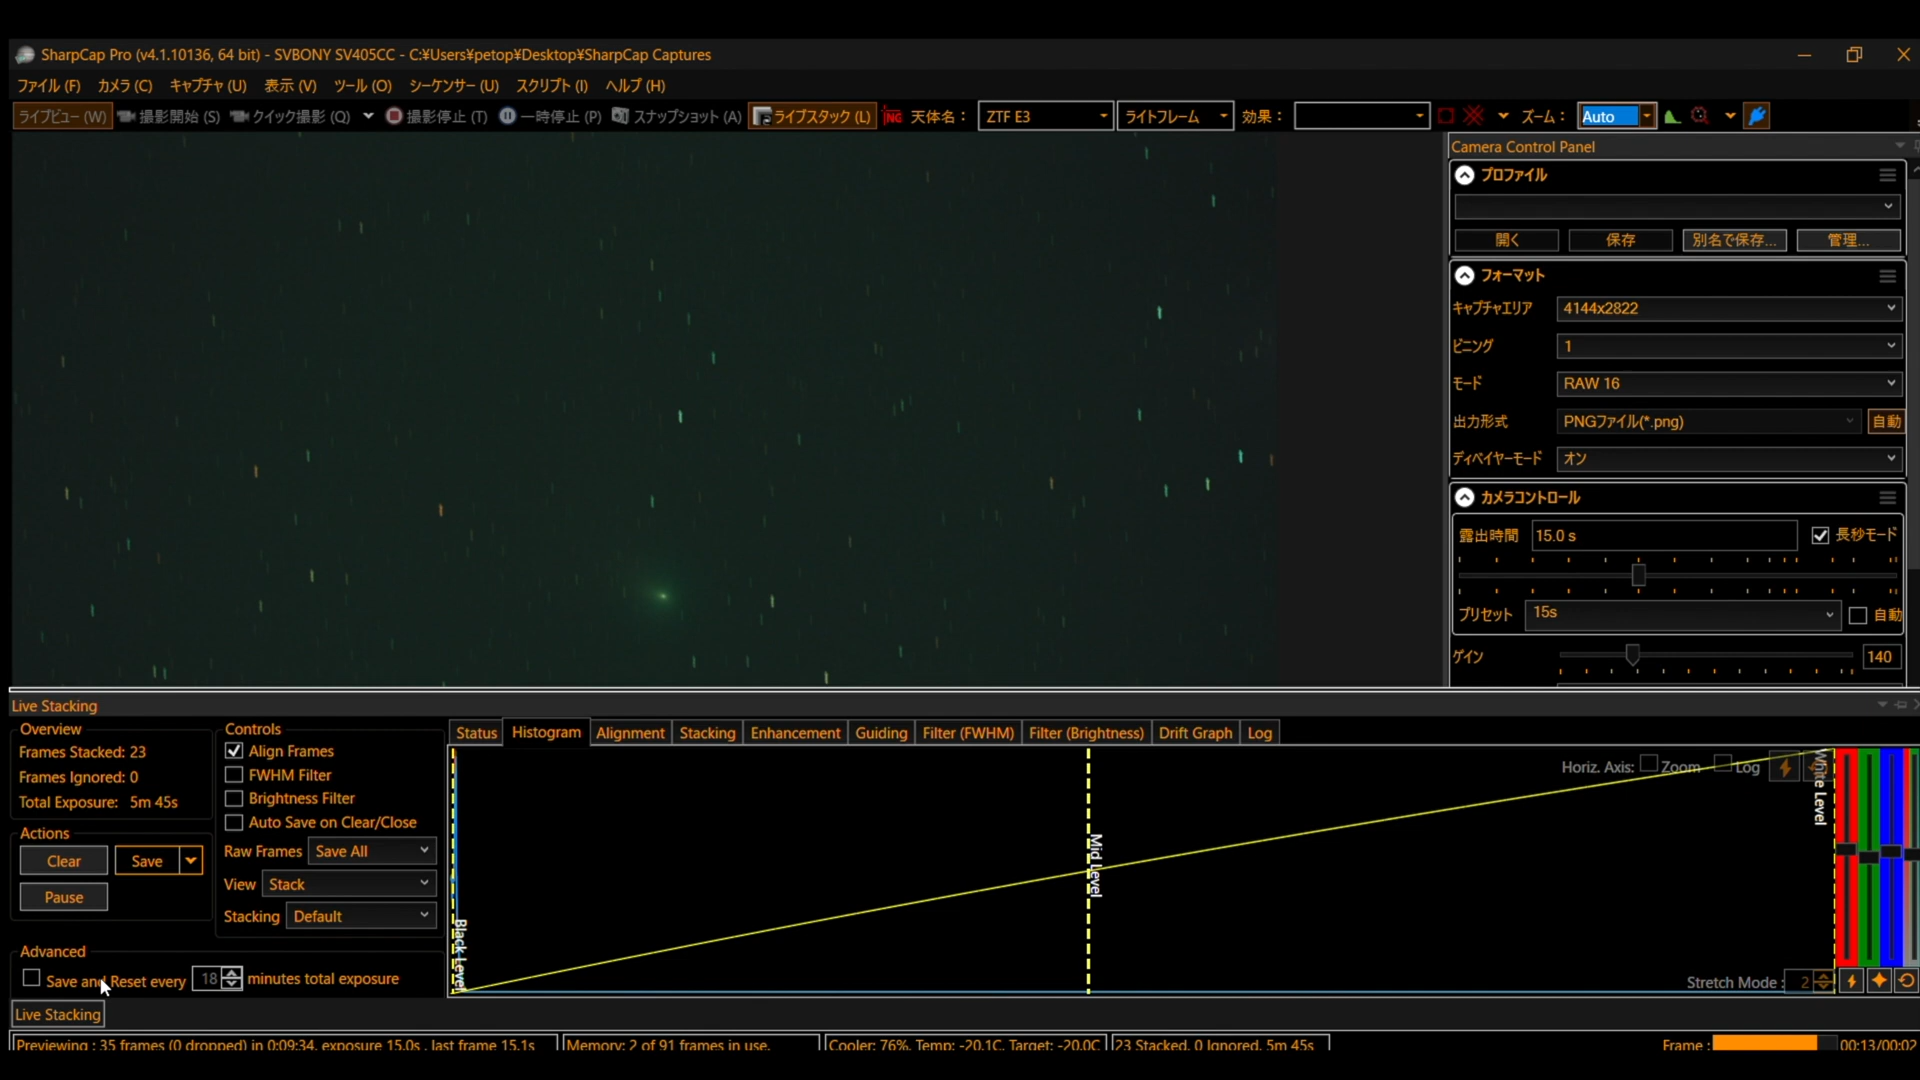 SharpCap Pro (v4.1.10136, 64 bit) - SVBONY SV405CC - C:¥Users¥petop¥Desktop¥SharpCap Captures
ファイル (F) カメラ (C) キャプチャ (U) 表示 (V) ツール (O) シーケンサー (U) スクリプト (I) ヘルプ (H)
ライブビュー (W) 撮影開始 (S) クイック撮影 (Q) 撮影停止 (T) 一時停止 (P) スナップショット (A) ライブスタック (L) NG 天体名： ZTF E3 ライトフレーム 効果： ズーム： Auto
Camera Control Panel
プロファイル
開く 保存 別名で保存... 管理...
フォーマット
キャプチャエリア 4144x2822
ビニング 1
モード RAW 16
出力形式 PNGファイル(*.png) 自動
ディベイヤーモード オン
カメラコントロール
露出時間 15.0 s 長秒モード
プリセット 15s 自動
ゲイン 140
Live Stacking
Overview
Frames Stacked: 23
Frames Ignored: 0
Total Exposure: 5m 45s
Actions
Clear Save
Pause
Controls
Align Frames
FWHM Filter
Brightness Filter
Auto Save on Clear/Close
Raw Frames Save All
View Stack
Stacking Default
Advanced
Save and Reset every 18 minutes total exposure
Status Histogram Alignment Stacking Enhancement Guiding Filter (FWHM) Filter (Brightness) Drift Graph Log
Horiz. Axis: Zoom Log
Black Level
Mid Level
White Level
Stretch Mode : 2
Live Stacking
Previewing : 35 frames (0 dropped) in 0:09:34, exposure 15.0s , last frame 15.1s
Memory: 2 of 91 frames in use.
Cooler: 76%, Temp: -20.1C, Target: -20.0C
23 Stacked, 0 Ignored, 5m 45s
Frame : 00:13/00:02